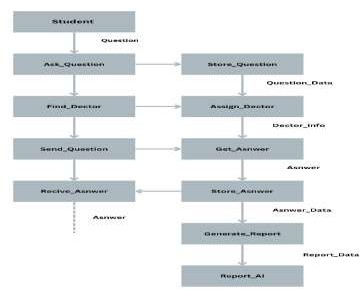 Student
Question
Ask_Question
Store_Question
Question_Data
Find_Dector
Assign_Dector
Dector_info
Send_Question
Get_Asnwer
Asnwer
Recive_Asnwer
Store_Asnwer
Asnwer
Asnwer_Data
Generate_Report
Report_Data
Report_AI